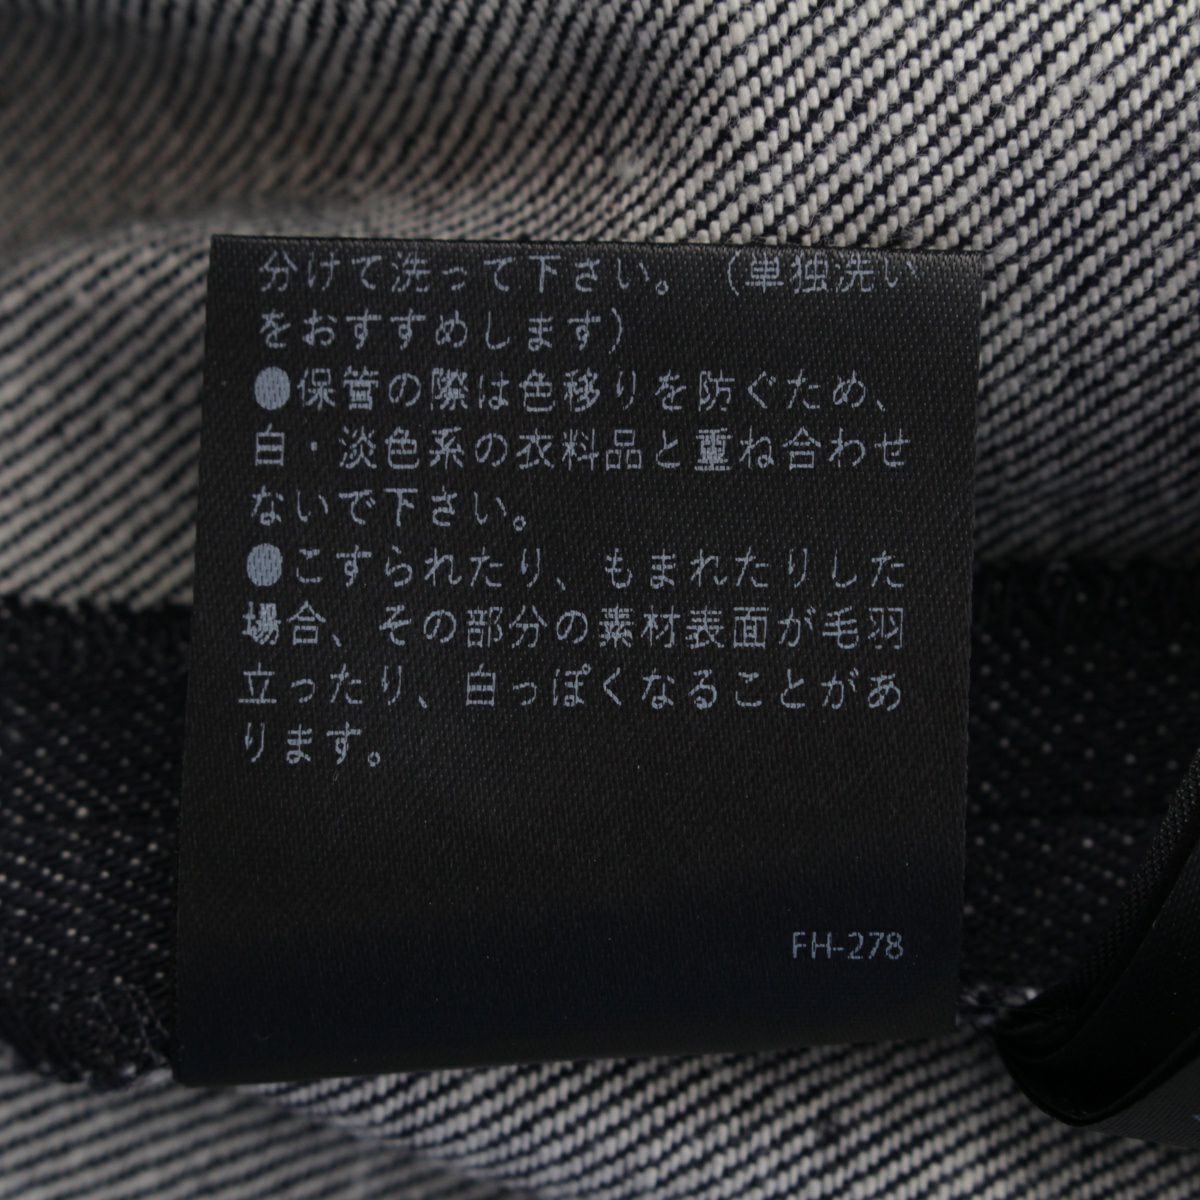 分けて洗って下さい。（単独洗い
をおすすめします）
●保管の際は色移りを防ぐため、
白・淡色系の衣料品と重ね合わせ
ないで下さい。
●こすられたり、もまれたりした
場合、その部分の素材表面が毛羽
立ったり、白っぽくなることがあ
ります。
FH-278